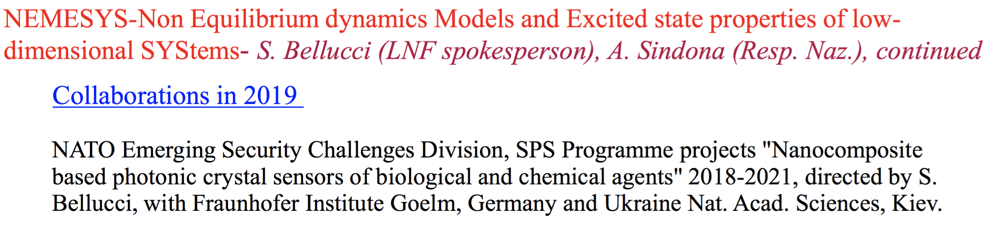 NEMESYS-Non Equilibrium dynamics Models and Excited state properties of low-
dimensional SYStems- S. Bellucci (LNF spokesperson), A. Sindona (Resp. Naz.), continued
Collaborations in 2019
NATO Emerging Security Challenges Division, SPS Programme projects "Nanocomposite
based photonic crystal sensors of biological and chemical agents" 2018-2021, directed by S.
Bellucci, with Fraunhofer Institute Goelm, Germany and Ukraine Nat. Acad. Sciences, Kiev.